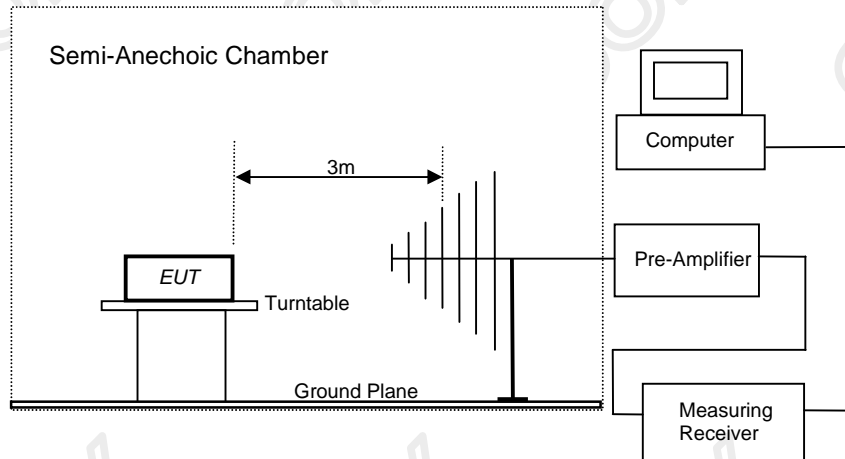 Semi-Anechoic Chamber
Computer
3m
Pre-Amplifier
EUT
Turntable
Ground Plane
Measuring
Receiver